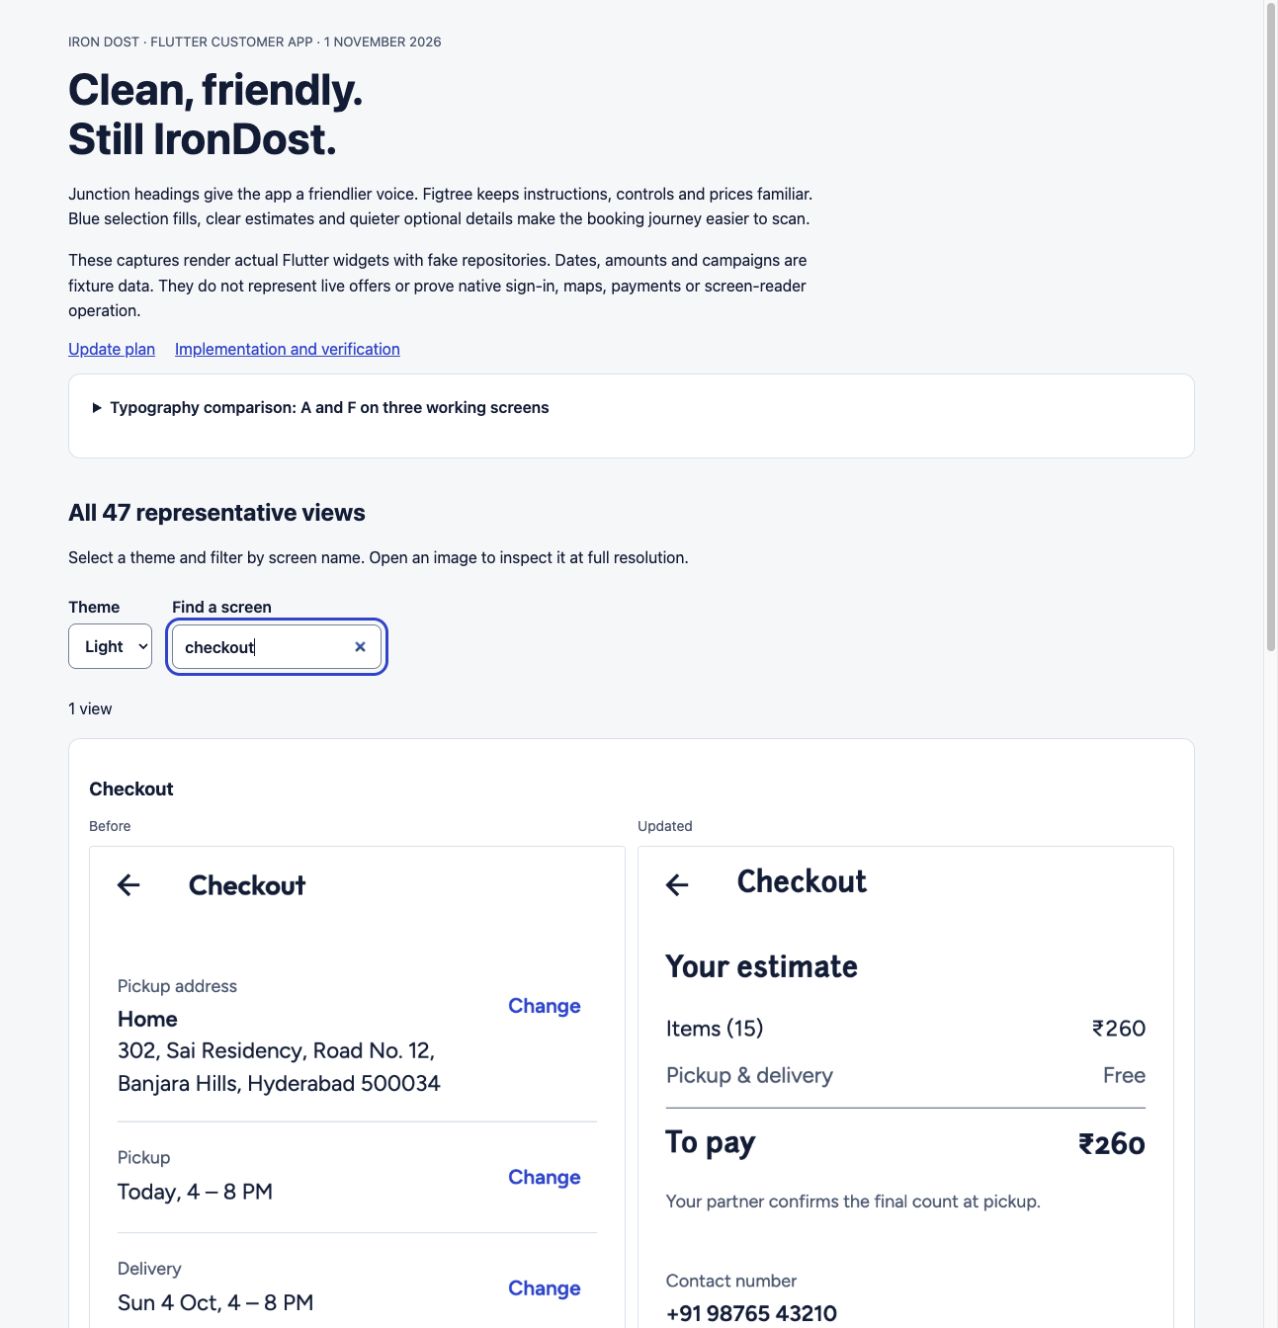 IRON DOST · FLUTTER CUSTOMER APP · 1 NOVEMBER 2026
Clean, friendly.
Still IronDost.
Junction headings give the app a friendlier voice. Figtree keeps instructions, controls and prices familiar.
Blue selection fills, clear estimates and quieter optional details make the booking journey easier to scan.
These captures render actual Flutter widgets with fake repositories. Dates, amounts and campaigns are
fixture data. They do not represent live offers or prove native sign-in, maps, payments or screen-reader
operation.
Update plan Implementation and verification
Typography comparison: A and F on three working screens
All 47 representative views
Select a theme and filter by screen name. Open an image to inspect it at full resolution.
Theme Find a screen
Light checkout
1 view
Checkout
Before
Checkout
Pickup address
Change
Home
302, Sai Residency, Road No. 12,
Banjara Hills, Hyderabad 500034
Pickup
Change
Today, 4 – 8 PM
Delivery
Change
Sun 4 Oct, 4 – 8 PM
Updated
Checkout
Your estimate
Items (15) ₹260
Pickup & delivery Free
To pay ₹260
Your partner confirms the final count at pickup.
Contact number
+91 98765 43210